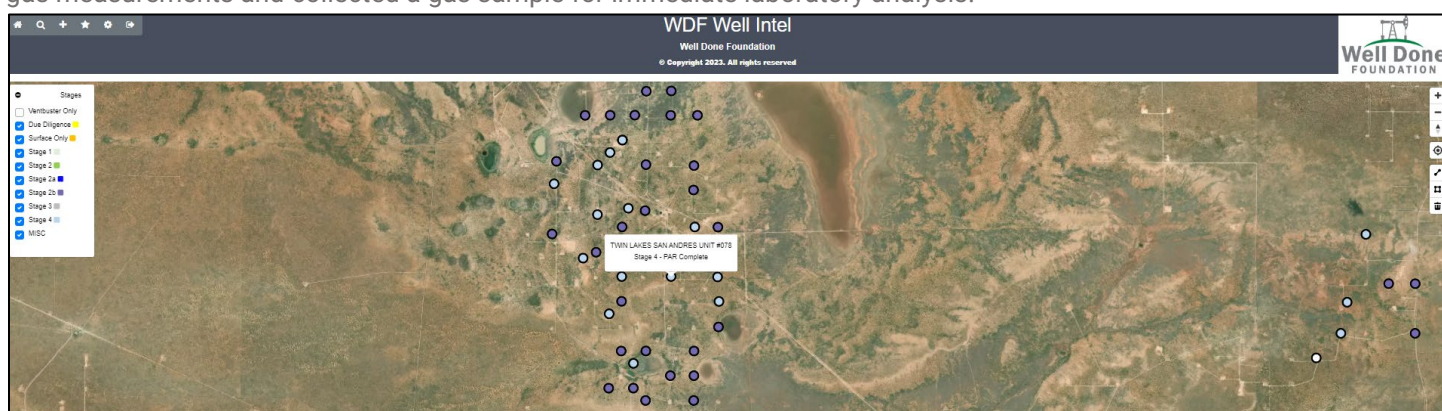 gas measurements and collected a gas sample for immediate laboratory analysis.
WDF Well Intel
Well Done Foundation
© Copyright 2023. All rights reserved
Well Done
FOUNDATION
Stages
Ventbuster Only
Due Diligence
Surface Only
Stage 1
Stage 2
Stage 2a
Stage 2b
Stage 3
Stage 4
MISC
TWIN LAKES SAN ANDRES UNIT #078
Stage 4 - PAR Complete